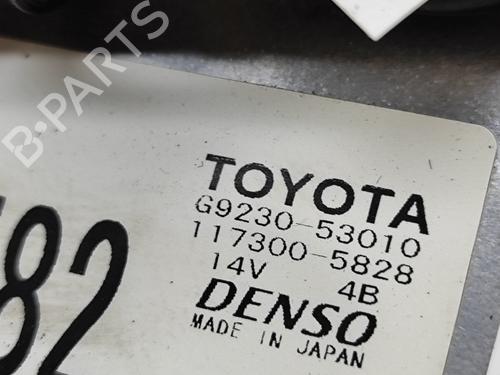 B-PARTS
TOYOTA
G9230-53010
117300-5828
14V 4B
DENSO
MADE IN JAPAN
82